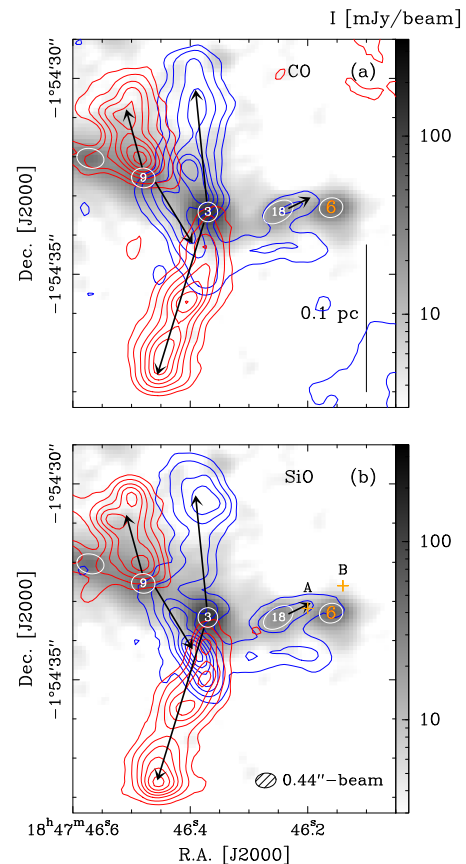 I [mJy/beam]
CO (a)
−1°54′30″
100
9
3
18
6
Dec. [J2000]
−1°54′35″
0.1 pc
10
SiO (b)
−1°54′30″
100
B
A
9
3
18
6
Dec. [J2000]
−1°54′35″
10
0.44″−beam
18ʰ47ᵐ46ˢ.6 46ˢ.4 46ˢ.2
R.A. [J2000]